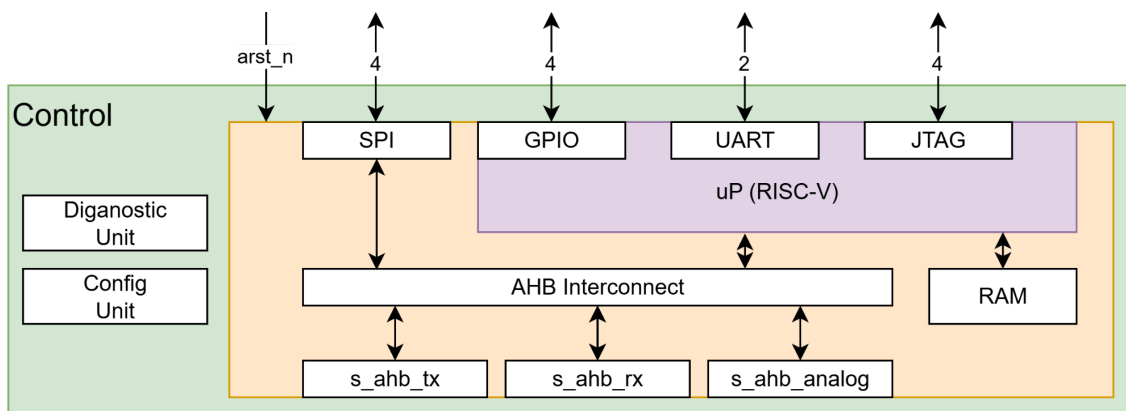 arst_n
4
4
2
4
Control
SPI
GPIO
UART
JTAG
uP (RISC-V)
Diganostic
Unit
Config
Unit
AHB Interconnect
RAM
s_ahb_tx
s_ahb_rx
s_ahb_analog